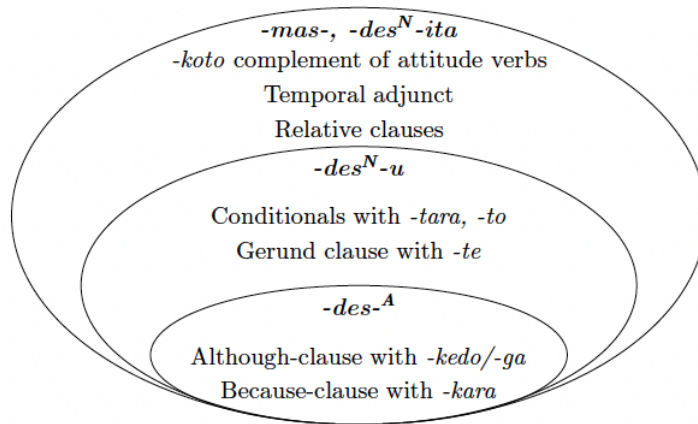 -mas-, -desᴺ-ita
-koto complement of attitude verbs
Temporal adjunct
Relative clauses
-desᴺ-u
Conditionals with -tara, -to
Gerund clause with -te
-des-ᴬ
Although-clause with -kedo/-ga
Because-clause with -kara